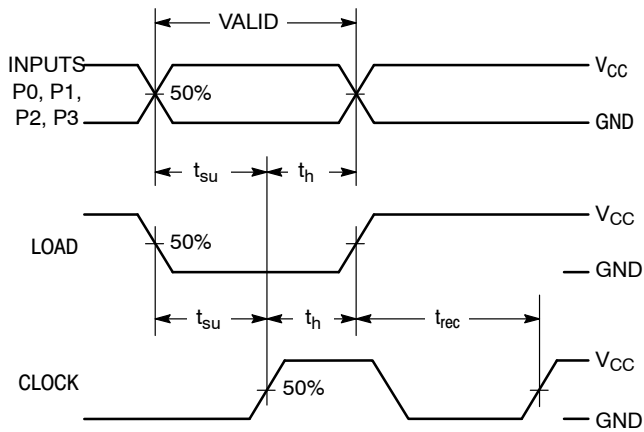 VALID
INPUTS
P0, P1,
P2, P3
50%
VCC
GND
tsu
th
LOAD
50%
VCC
GND
tsu
th
trec
CLOCK
50%
VCC
GND